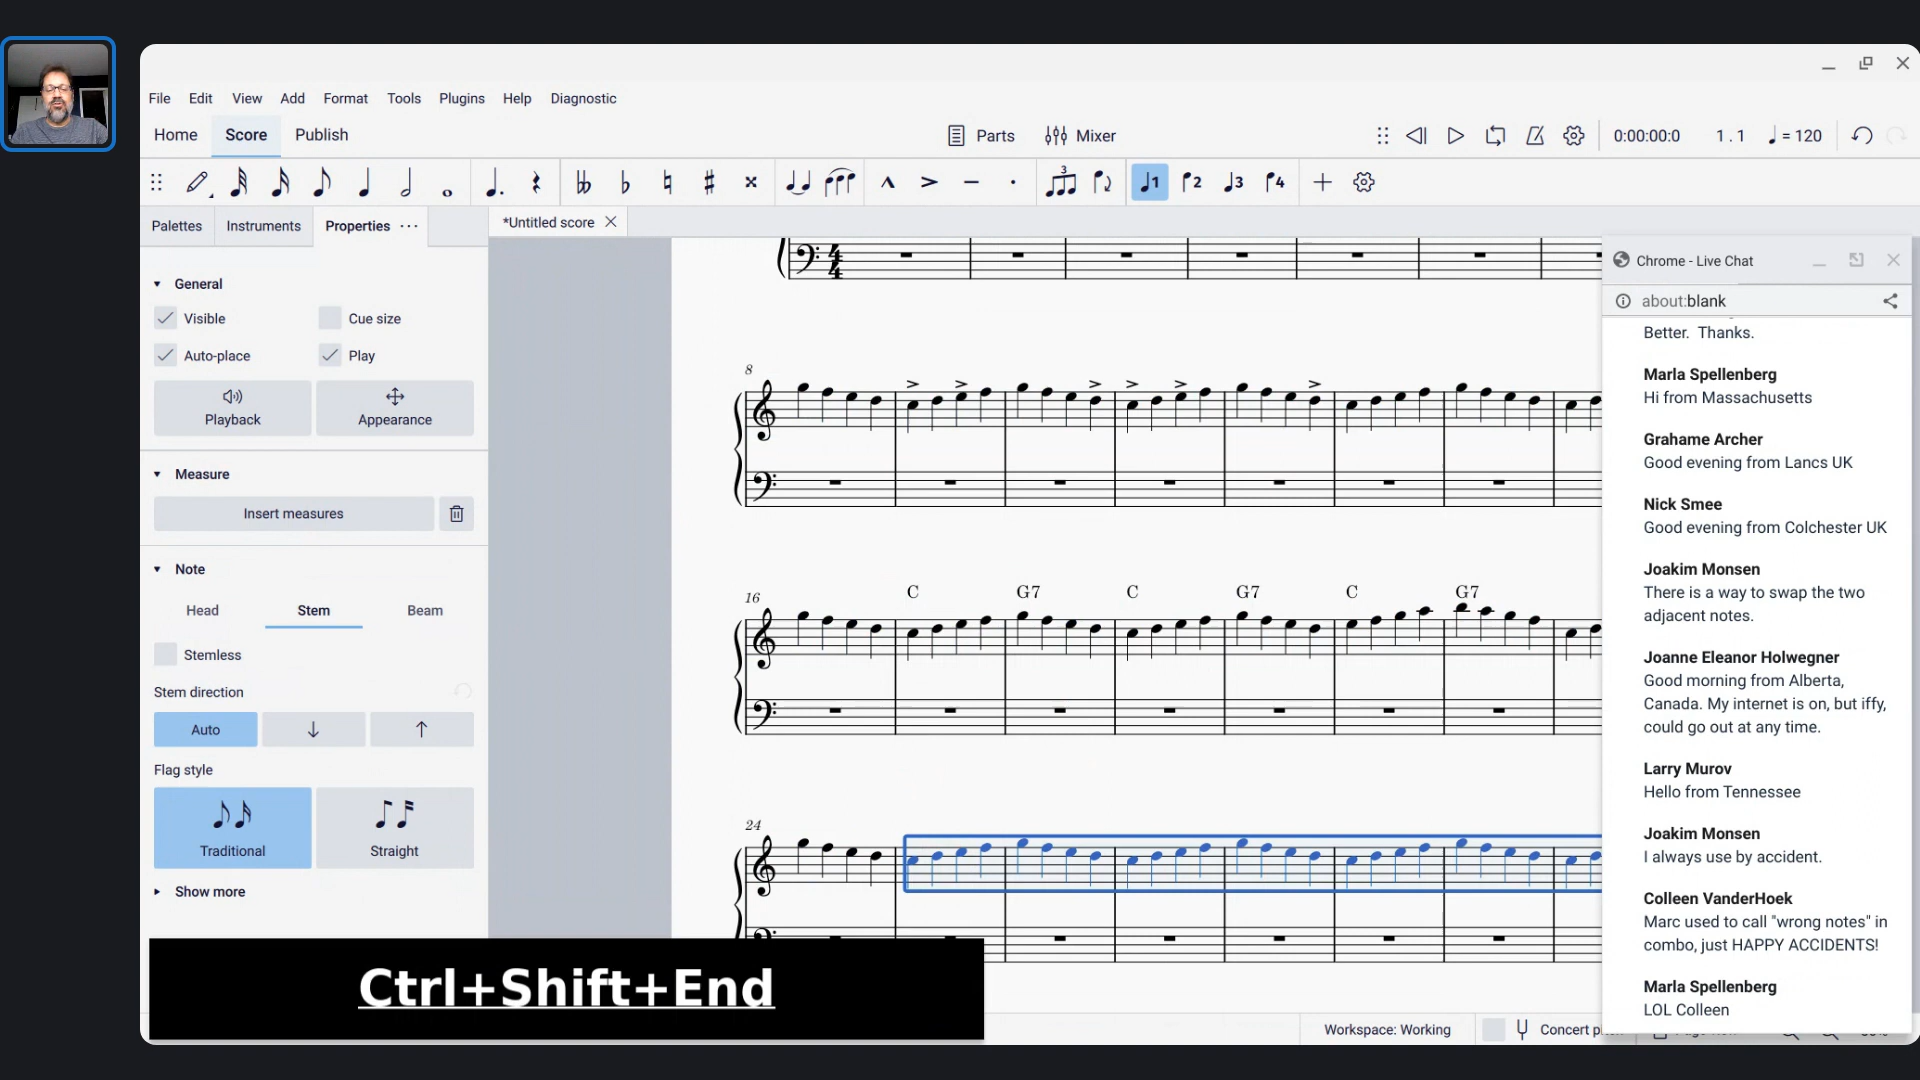 File Edit View Add Format Tools Plugins Help Diagnostic
Home Score Publish Parts Mixer 0:00:00:0 1 . 1 = 120
3 1 2 3 4
Palettes Instruments Properties ··· *Untitled score
General
Visible Cue size
Auto-place Play
Playback Appearance
Measure
Insert measures
Note
Head Stem Beam
Stemless
Stem direction
Auto
Flag style
Traditional Straight
Show more
4
4
8
16 C G7 C G7 C G7
24
Ctrl+Shift+End
Chrome - Live Chat
about:blank
Better. Thanks.
Marla Spellenberg
Hi from Massachusetts
Grahame Archer
Good evening from Lancs UK
Nick Smee
Good evening from Colchester UK
Joakim Monsen
There is a way to swap the two
adjacent notes.
Joanne Eleanor Holwegner
Good morning from Alberta,
Canada. My internet is on, but iffy,
could go out at any time.
Larry Murov
Hello from Tennessee
Joakim Monsen
I always use by accident.
Colleen VanderHoek
Marc used to call "wrong notes" in
combo, just HAPPY ACCIDENTS!
Marla Spellenberg
LOL Colleen
Workspace: Working Concert